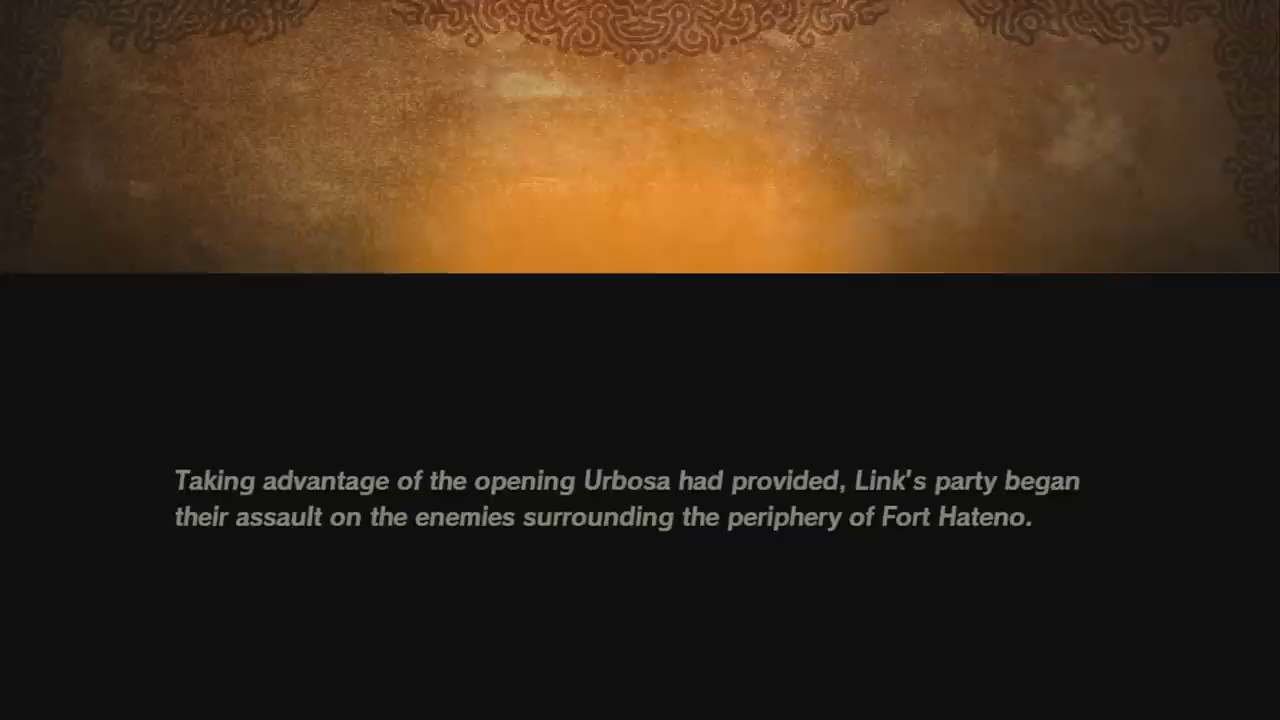 Taking advantage of the opening Urbosa had provided, Link's party began
their assault on the enemies surrounding the periphery of Fort Hateno.